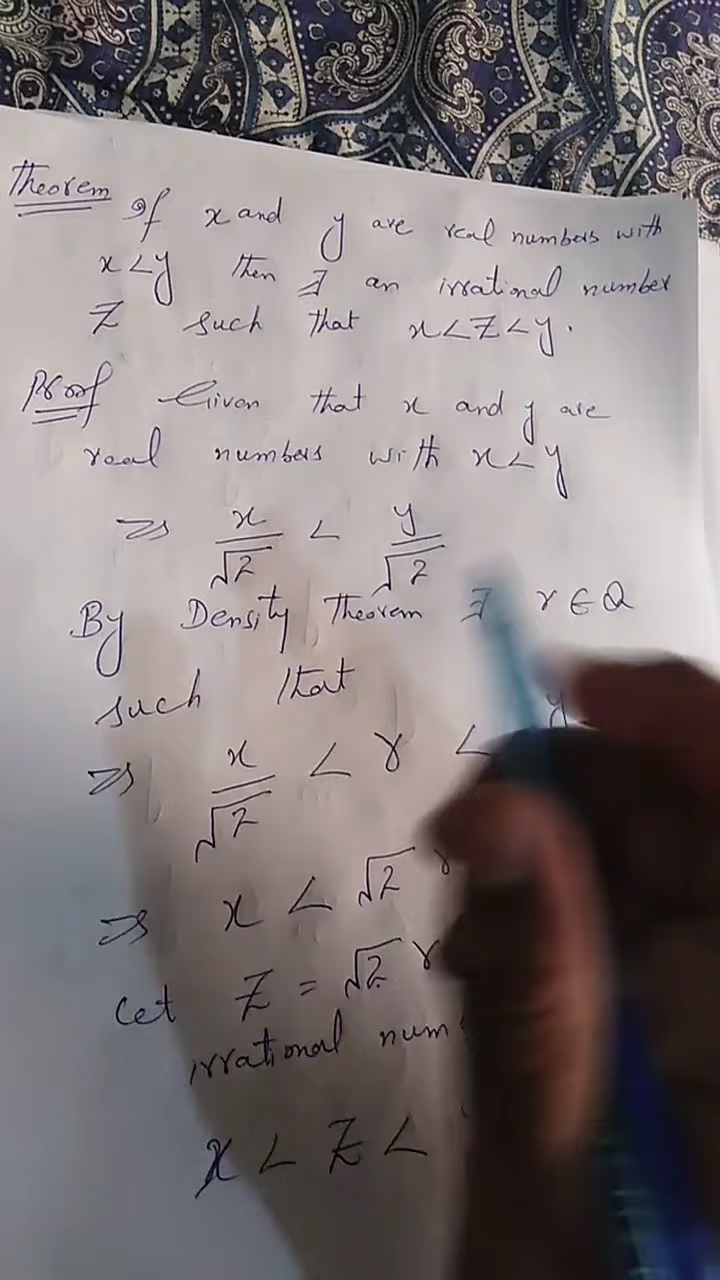 Theorem If x and y are real numbers with
x<y then ∃ an irrational number
Z such that x<Z<y.
Proof Given that x and y are
real numbers with x<y
⇒ x/√2 < y/√2
By Density Theorem ∃ r∈Q
such that
⇒ x/√2 < r < y
⇒ x < √2 r
Let Z = √2 r
irrational num
x < Z <